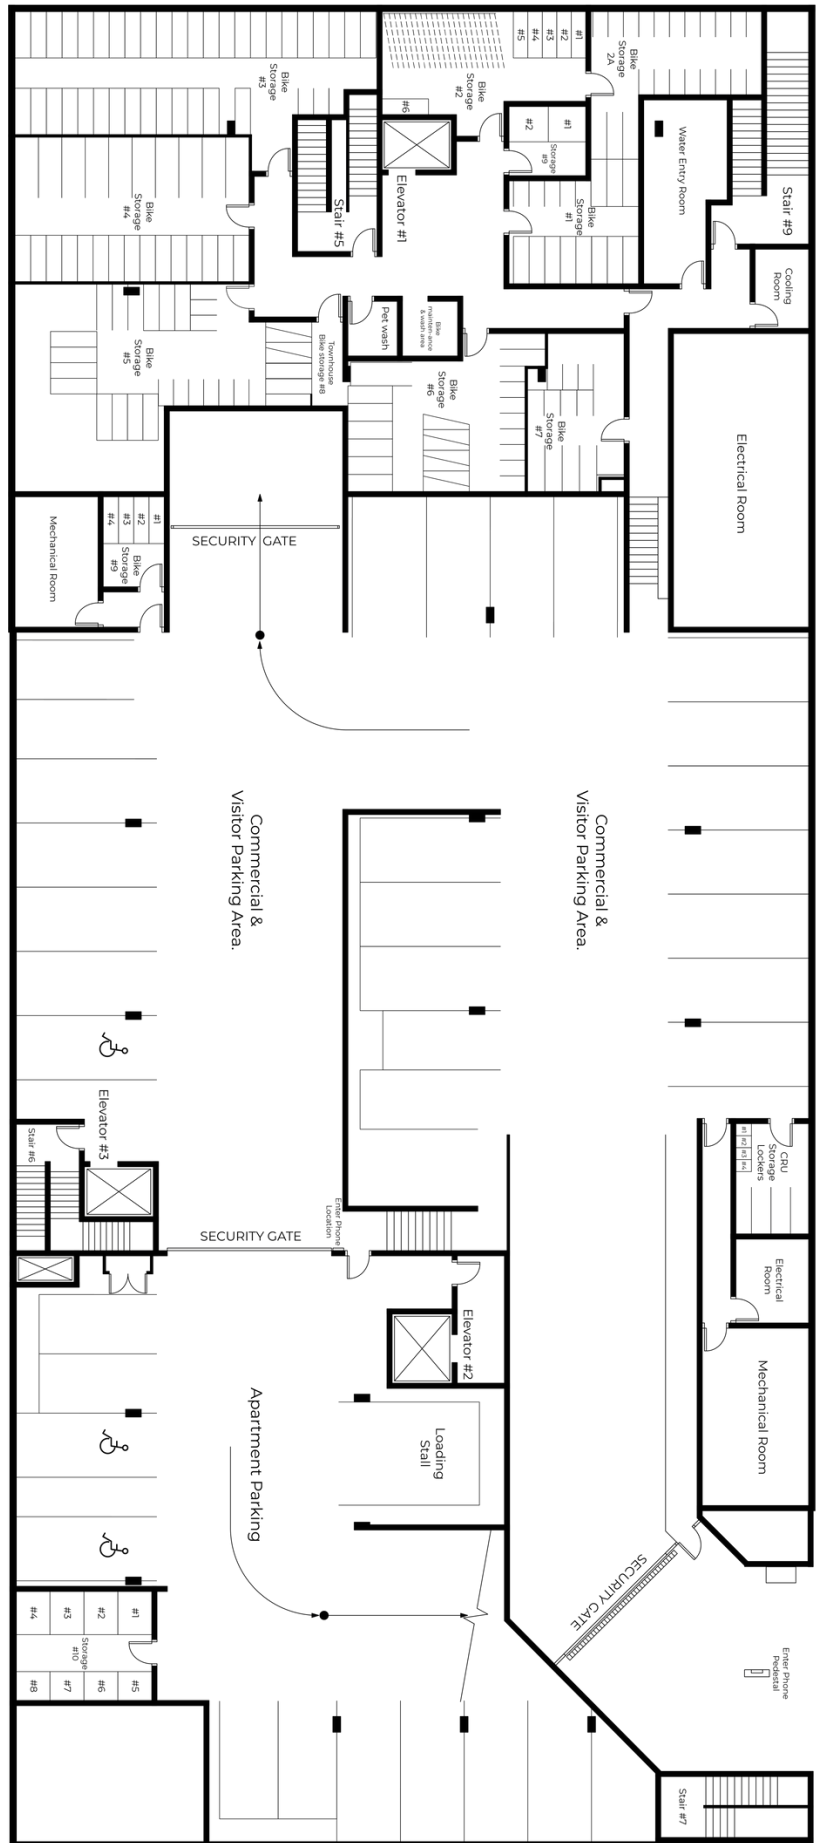 #5
#4
#3
#2
#1
Bike
Storage
2A
Bike
Storage
#3
Bike
Storage
#2
#6
#2
#1
Storage
#9
Water Entry Room
Bike
Storage
#4
Stair #5
Elevator #1
Bike
Storage
#1
Stair #9
Cooling
Room
Pet wash
Bike
mainten-ance
& wash area
Bike
Storage
#5
Townhouse
Bike storage #8
Bike
Storage
#6
Bike
Storage
#7
Electrical Room
Mechanical Room
#4
#3
#2
#1
Bike
Storage
#9
SECURITY GATE
Commercial &
Visitor Parking Area.
Commercial &
Visitor Parking Area.
Stair #6
Elevator #3
#1
#2
#3
#4
CRU
Storage
Lockers
Enter Phone
Location
SECURITY GATE
Electrical
Room
Elevator #2
Mechanical Room
Apartment Parking
Loading
Stall
SECURITY GATE
#4
#3
#2
#1
Storage
#10
#8
#7
#6
#5
Enter Phone
Pedestal
Stair #7